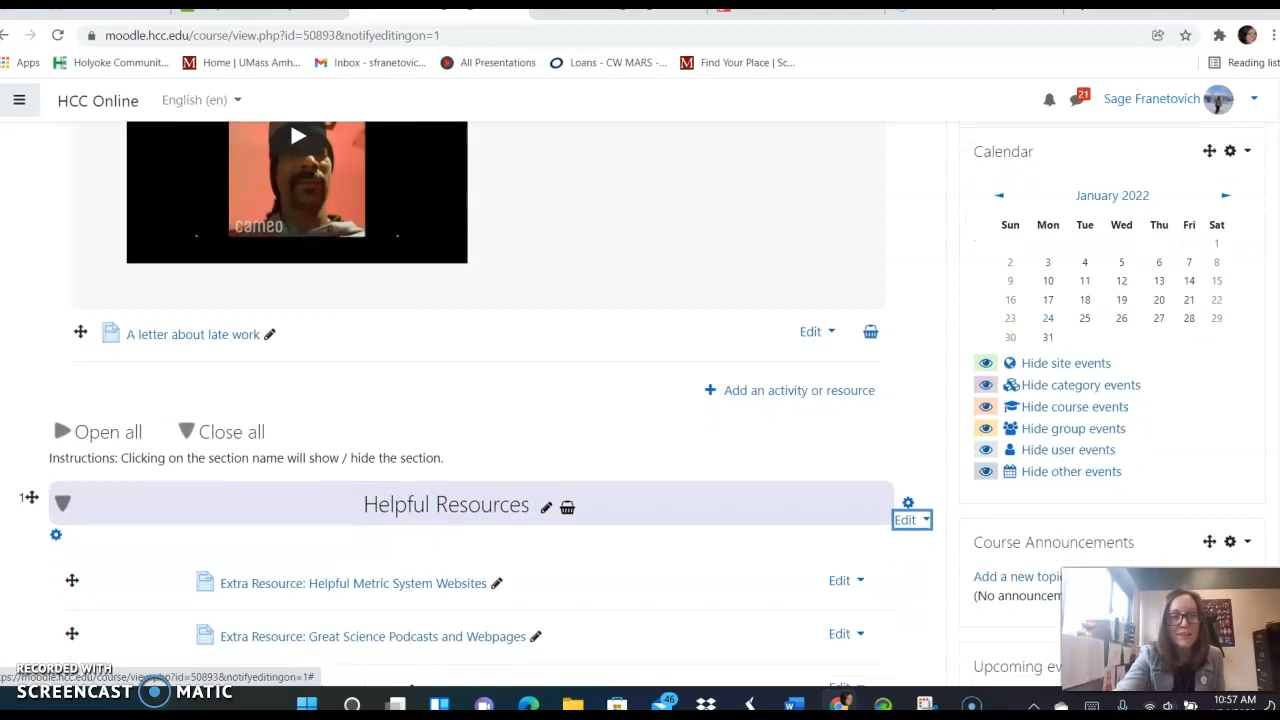 moodle.hcc.edu/course/view.php?id=50893&notifyeditingon=1
Apps Holyoke Communit... Home | UMass Amh... Inbox - sfranetovic... All Presentations Loans - CW MARS -... Find Your Place | Sc... Reading list
HCC Online English (en) 21 Sage Franetovich
cameo
A letter about late work Edit
Add an activity or resource
Open all Close all
Instructions: Clicking on the section name will show / hide the section.
1 Helpful Resources
Edit
Extra Resource: Helpful Metric System Websites Edit
Extra Resource: Great Science Podcasts and Webpages Edit
Calendar
January 2022
Sun Mon Tue Wed Thu Fri Sat
1
2 3 4 5 6 7 8
9 10 11 12 13 14 15
16 17 18 19 20 21 22
23 24 25 26 27 28 29
30 31
Hide site events
Hide category events
Hide course events
Hide group events
Hide user events
Hide other events
Course Announcements
Add a new topi
(No announcem
Upcoming ev
RECORDED WITH
ps://moodle.hcc.edu/course/view.php?id=50893&notifyeditingon=1#
SCREENCAST MATIC
46
10:57 AM